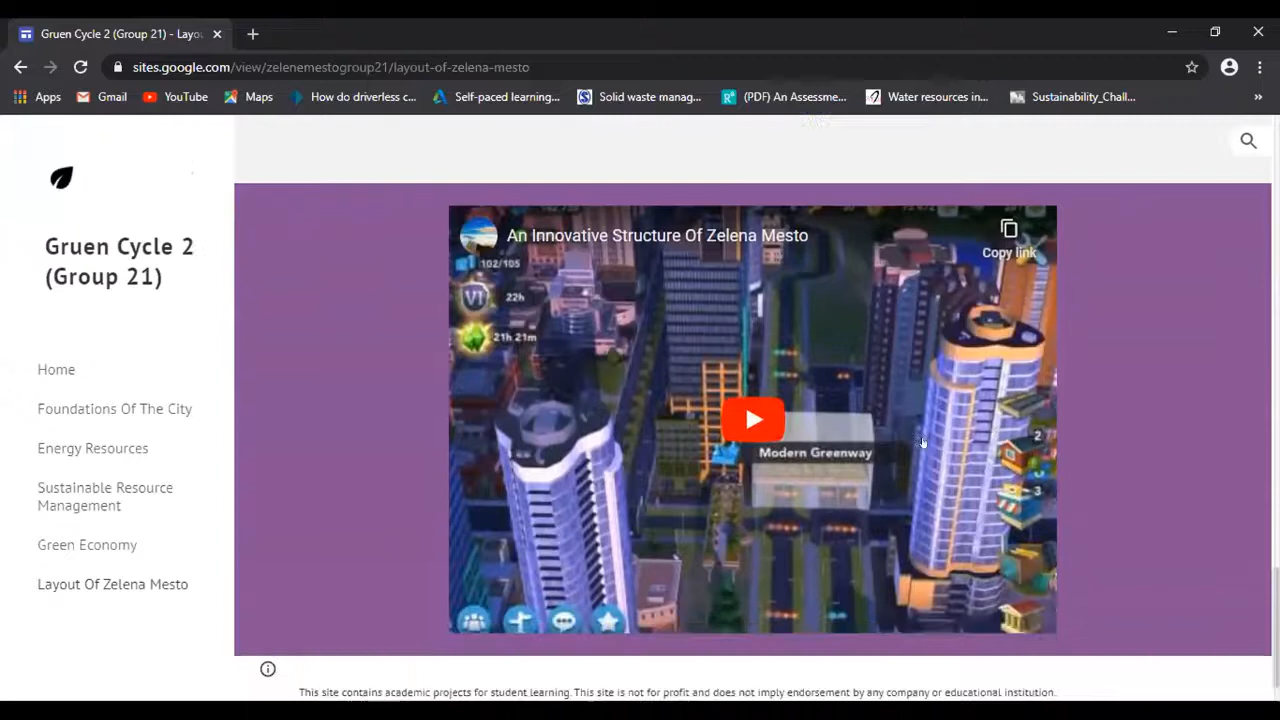 Gruen Cycle 2 (Group 21) - Layo
sites.google.com/view/zelenemestogroup21/layout-of-zelena-mesto
Apps Gmail YouTube Maps How do driverless c... Self-paced learning... Solid waste manag... (PDF) An Assessme... Water resources in... Sustainability_Chall... »
Gruen Cycle 2
(Group 21)
Home
Foundations Of The City
Energy Resources
Sustainable Resource
Management
Green Economy
Layout Of Zelena Mesto
An Innovative Structure Of Zelena Mesto
Copy link
102/105
VI 22h
21h 21m
Modern Greenway
2
3
This site contains academic projects for student learning. This site is not for profit and does not imply endorsement by any company or educational institution.